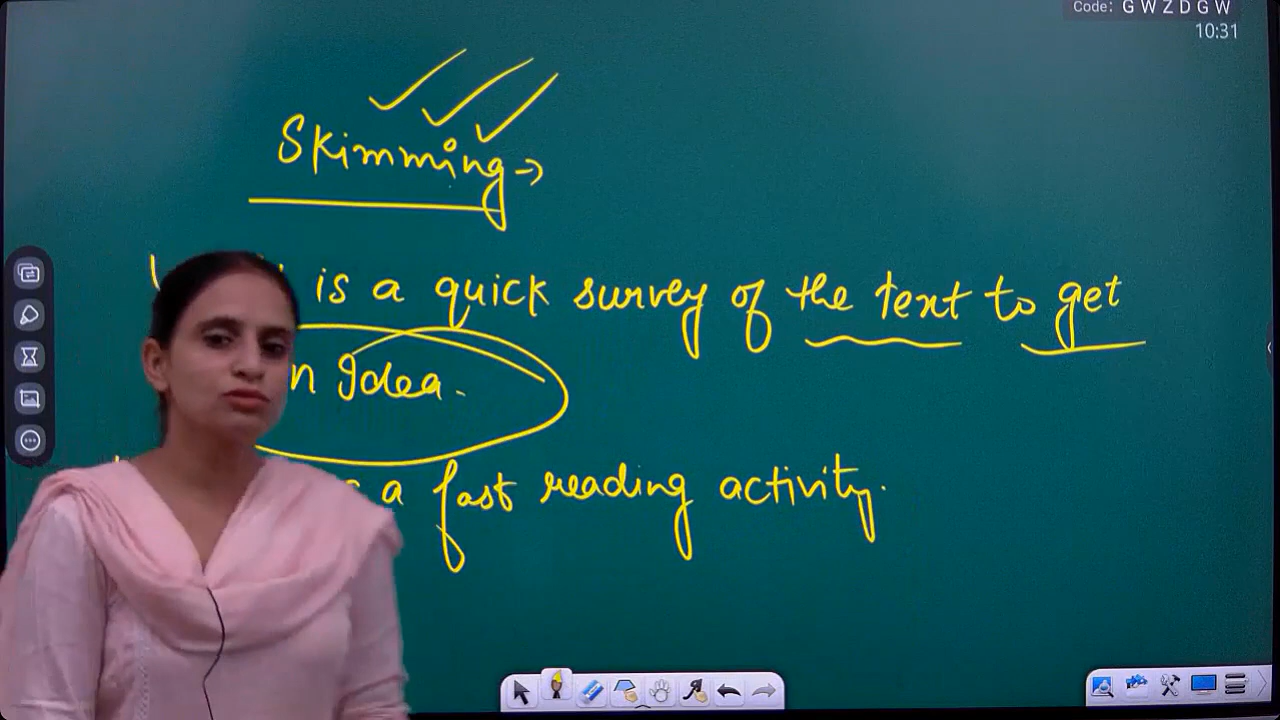 Code: G W Z D G W
10:31
Skimming →
is a quick survey of the text to get
n Idea.
a fast reading activity.